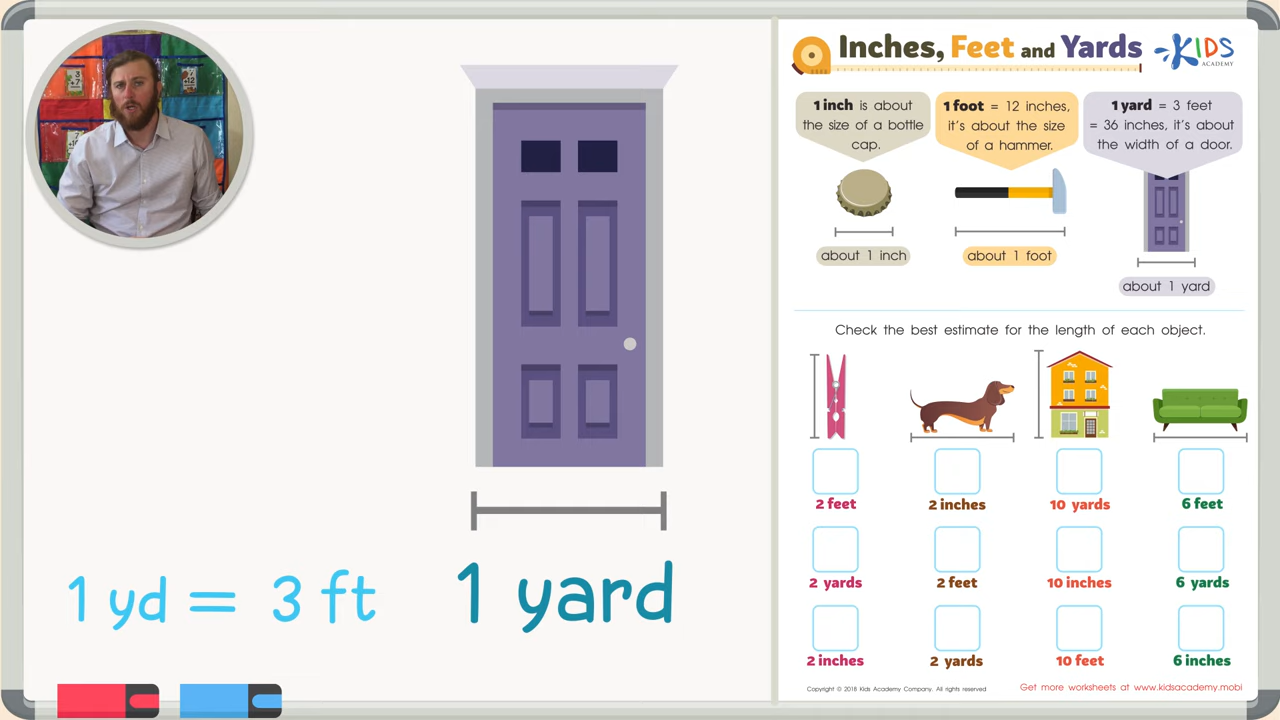 1 yd = 3 ft
1 yard
Inches, Feet and Yards
KIDS
ACADEMY
1 inch is about
the size of a bottle
cap.
1 foot = 12 inches,
it's about the size
of a hammer.
1 yard = 3 feet
= 36 inches, it's about
the width of a door.
about 1 inch
about 1 foot
about 1 yard
Check the best estimate for the length of each object.
2 feet
2 inches
10 yards
6 feet
2 yards
2 feet
10 inches
6 yards
2 inches
2 yards
10 feet
6 inches
Copyright © 2018 Kids Academy Company. All rights reserved
Get more worksheets at www.kidsacademy.mobi